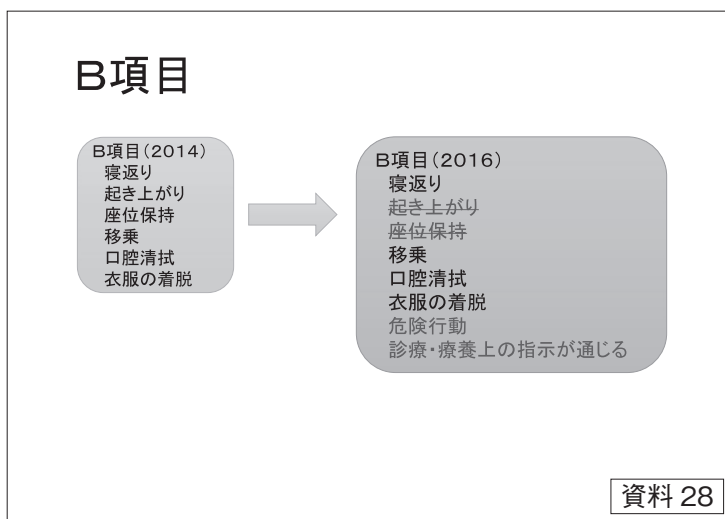 B項目
B項目(2014)
寝返り
起き上がり
座位保持
移乗
口腔清拭
衣服の着脱
B項目(2016)
寝返り
起き上がり
座位保持
移乗
口腔清拭
衣服の着脱
危険行動
診療・療養上の指示が通じる
資料 28